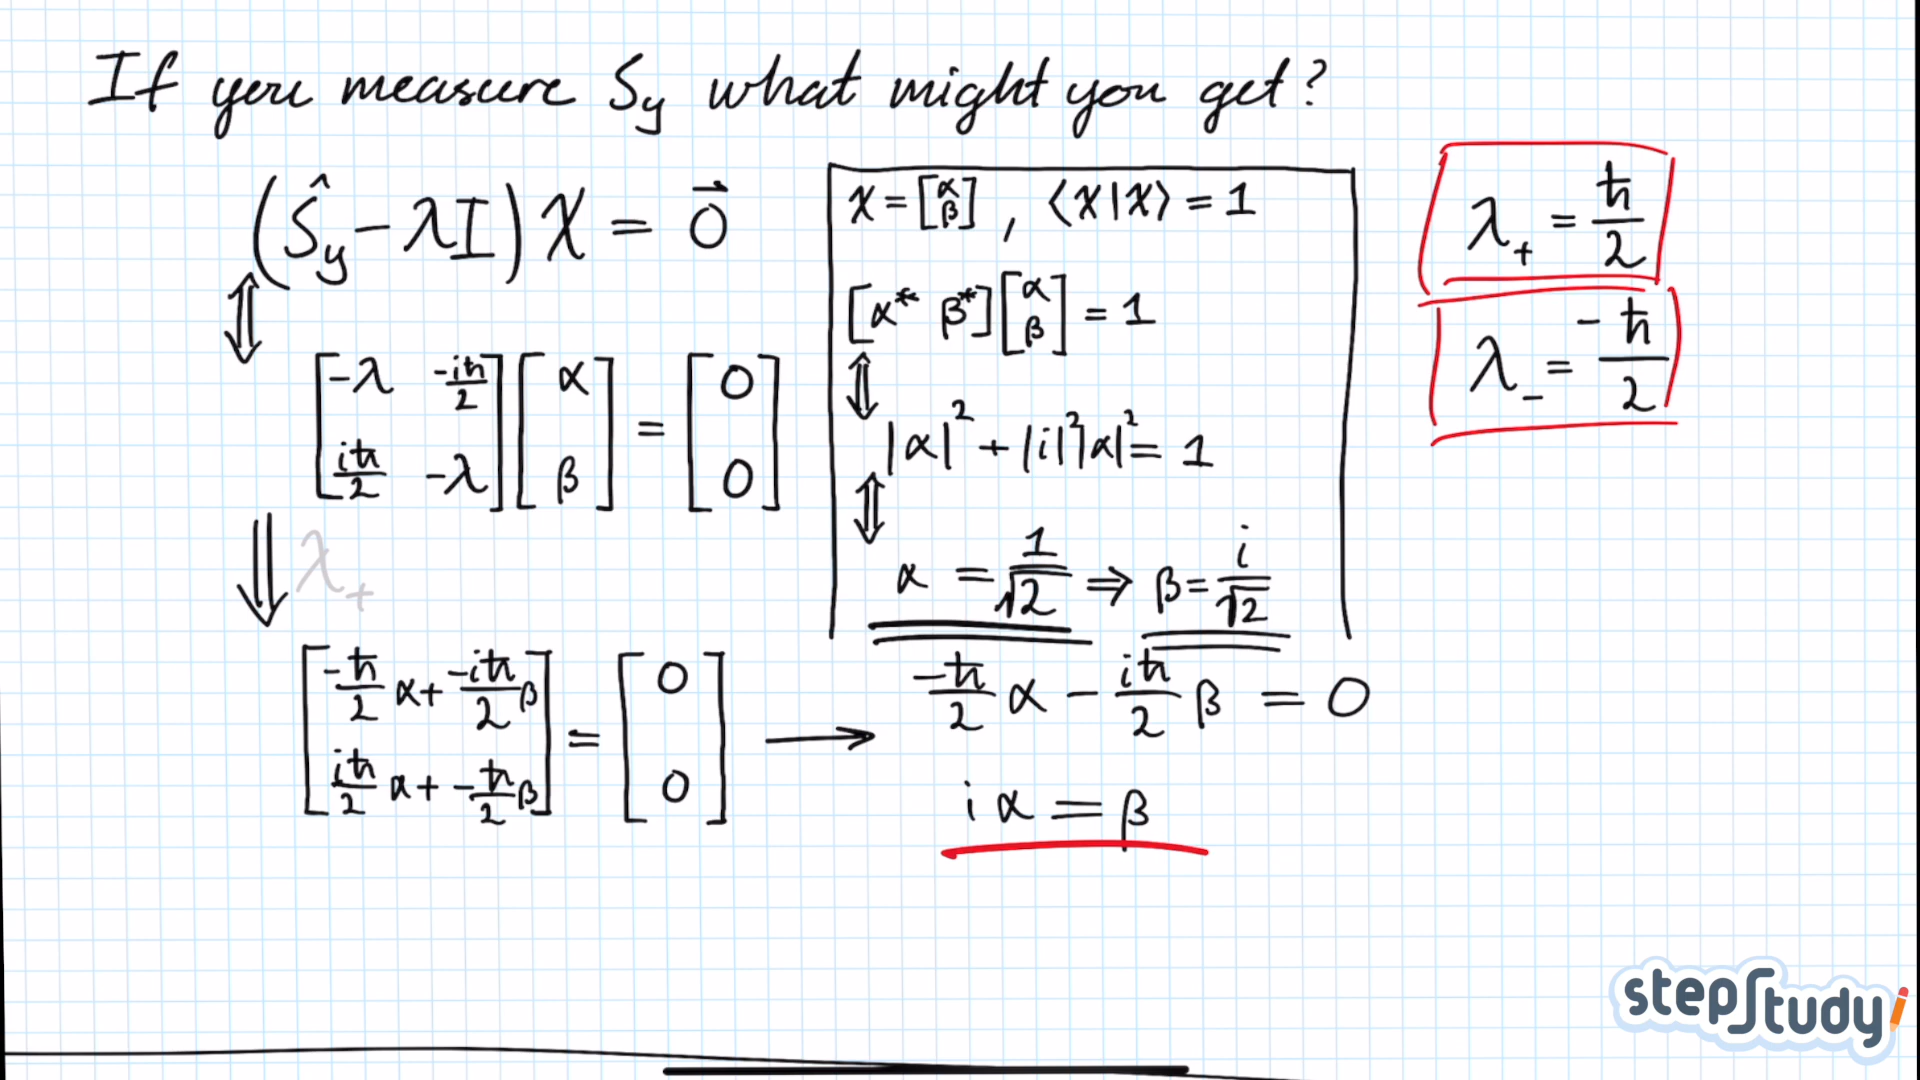 If you measure S_y what might you get?
(Ŝ_y − λI)χ = 0⃗
⇕
[−λ −iħ/2; iħ/2 −λ][α; β] = [0; 0]
⇓ λ₊
[−ħ/2 α + −iħ/2 β; iħ/2 α + −ħ/2 β] = [0; 0] ⟶
χ = [α; β] , ⟨χ|χ⟩ = 1
[α* β*][α; β] = 1
⇕
|α|² + |i|²|α|² = 1
⇕
α = 1/√2 ⇒ β = i/√2
−ħ/2 α − iħ/2 β = 0
iα = β
λ₊ = ħ/2
λ₋ = −ħ/2
stepStudy